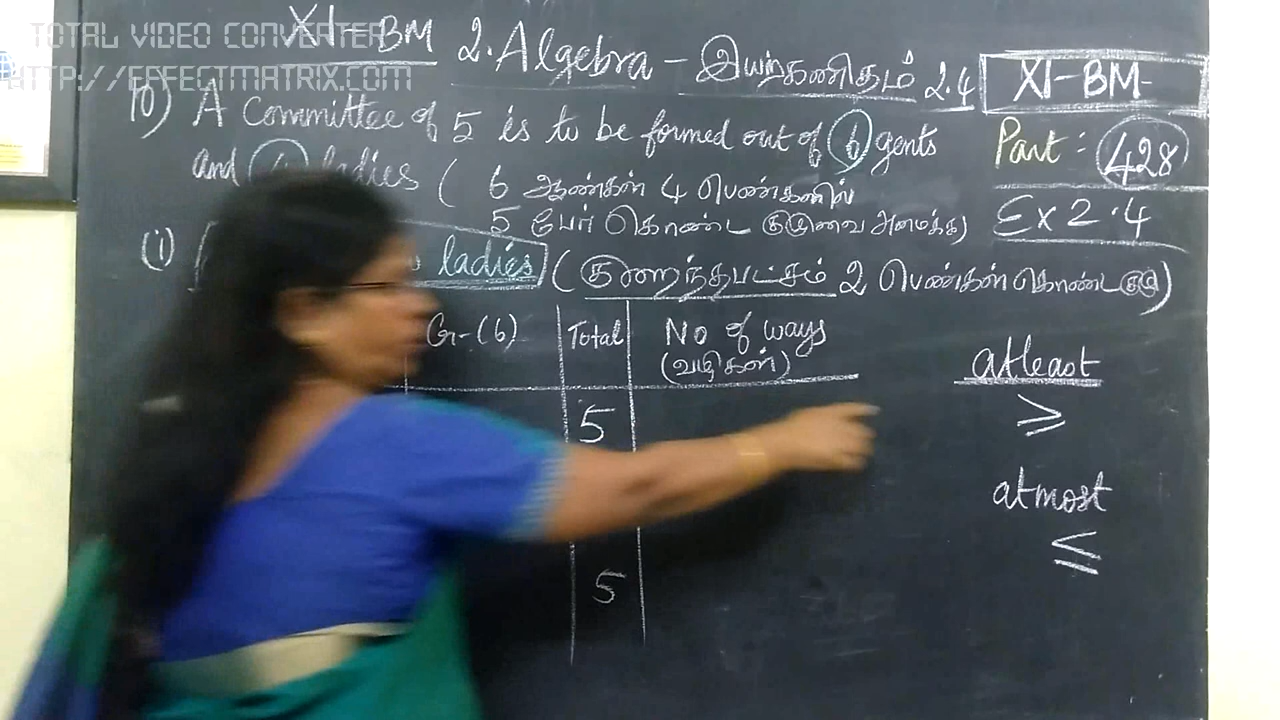 TOTAL VIDEO CONVERTER
HTTP://EFFECTMATRIX.COM
XI-BM 2. Algebra - இயற்கணிதம் 2.4
XI-BM-
10) A Committee of 5 is to be formed out of 6 gents
Part: 428
and ladies ( 6 ஆண்கள் 4 பெண்களில்
5 பேர் கொண்ட குழுவை அமைக்க)
Ex 2.4
(i) ladies (குறைந்தபட்சம் 2 பெண்கள் கொண்ட குழு)
G-(6) Total No of ways
(வழிகள்)
atleast
5
≥
atmost
≤
5